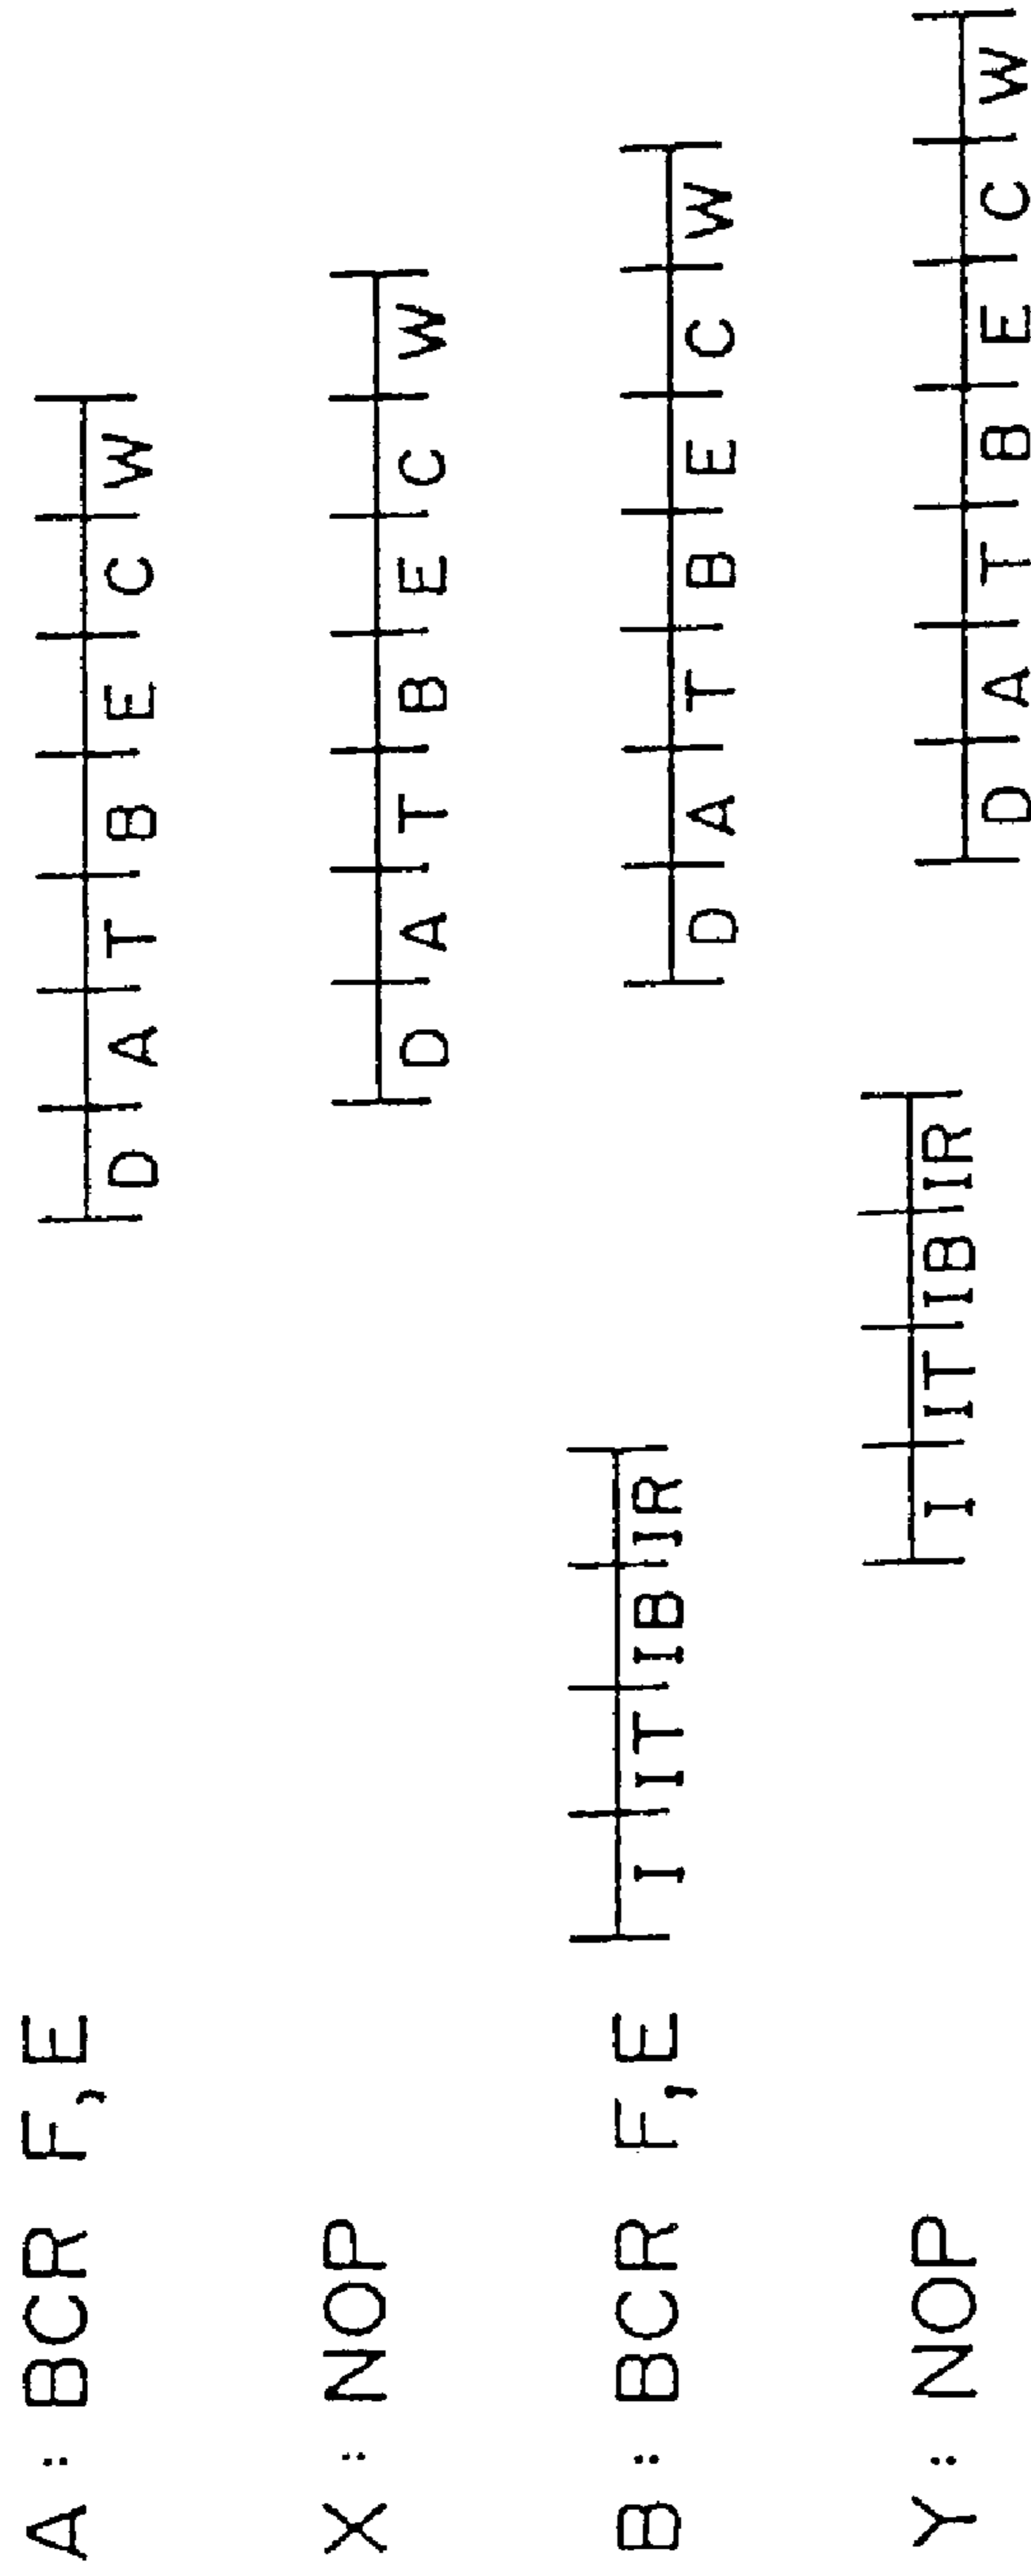 A : BCR F,E D A T B E C W
X : NOP D A T B E C W
B : BCR F,E I IT IB IR D A T B E C W
Y : NOP I IT IB IR D A T B E C W